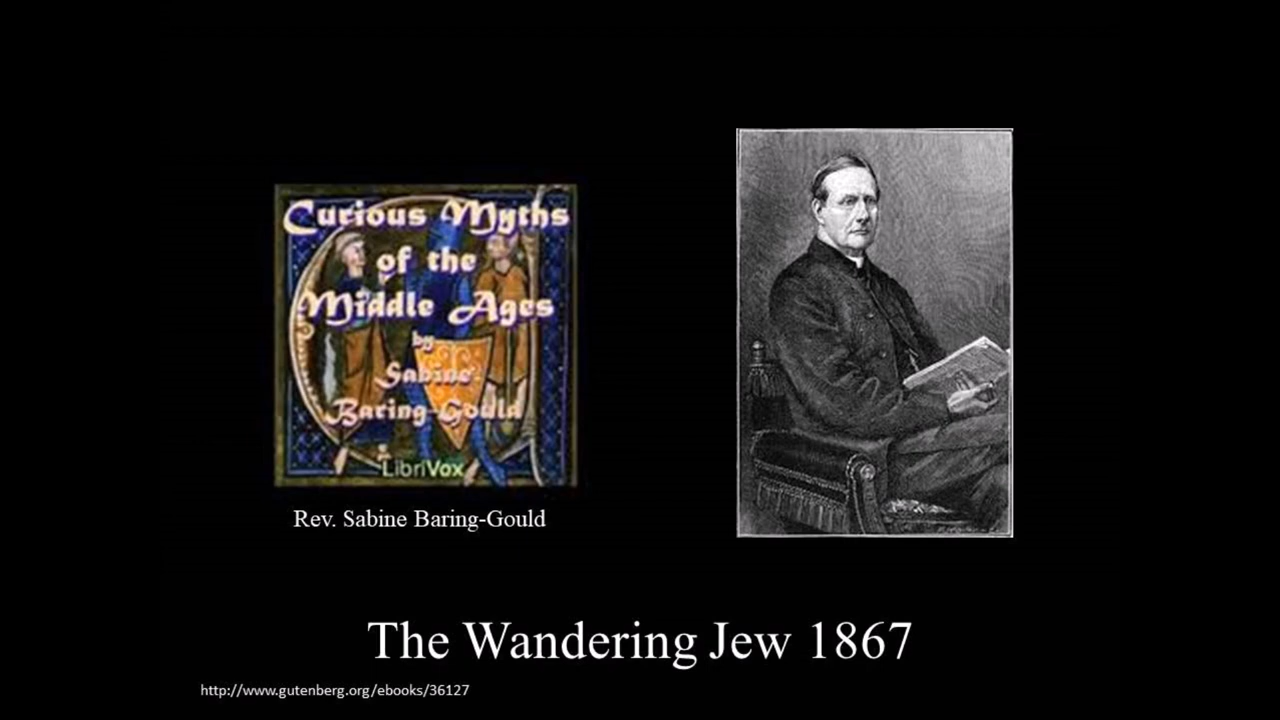 Curious Myths
of the
Middle Ages
by
Sabine
Baring-Gould
LibriVox
Rev. Sabine Baring-Gould
The Wandering Jew 1867
http://www.gutenberg.org/ebooks/36127